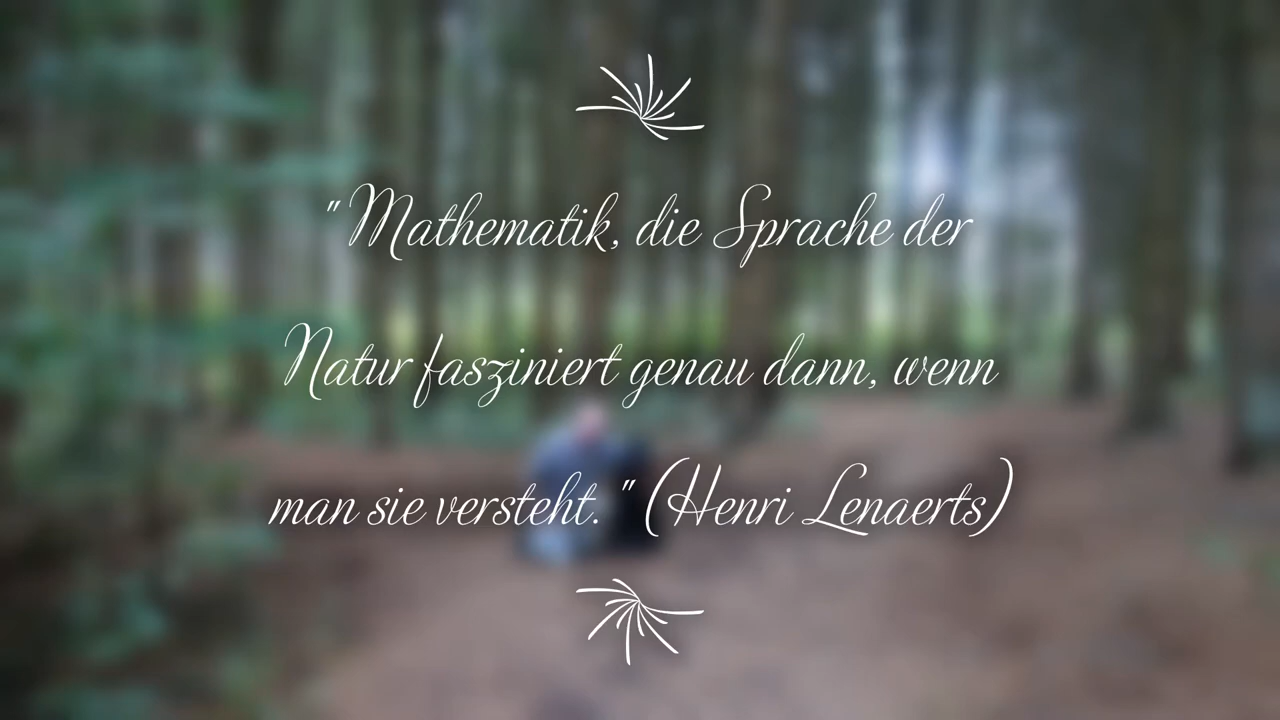 "Mathematik, die Sprache der
Natur fasziniert genau dann, wenn
man sie versteht." (Henri Lenaerts)